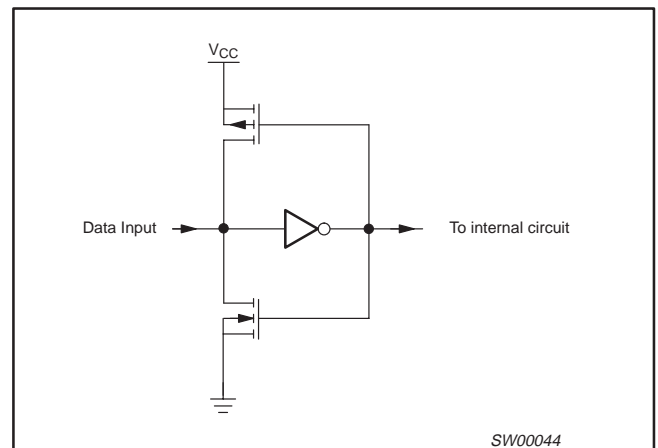 VCC
Data Input
To internal circuit
SW00044